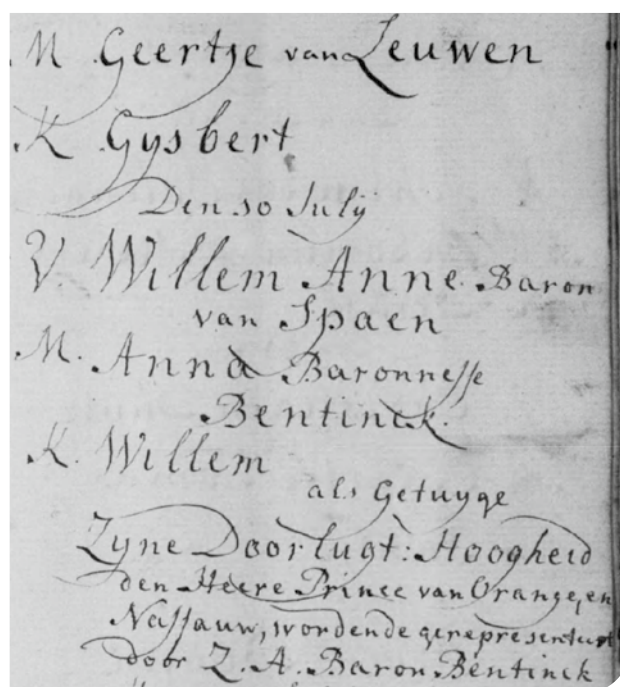 M Geertje van Leuwen
K Gysbert
Den 10 July
V Willem Anne. Baron
van Spaen
M. Anna Baronnesse
Bentinck.
K. Willem
als Getuyge
Zyne Doorlugt: Hoogheid
den Heere Prince van Orange, en
Nassauw, wordende gerepresenteert
door Z. A. Baron Bentinck